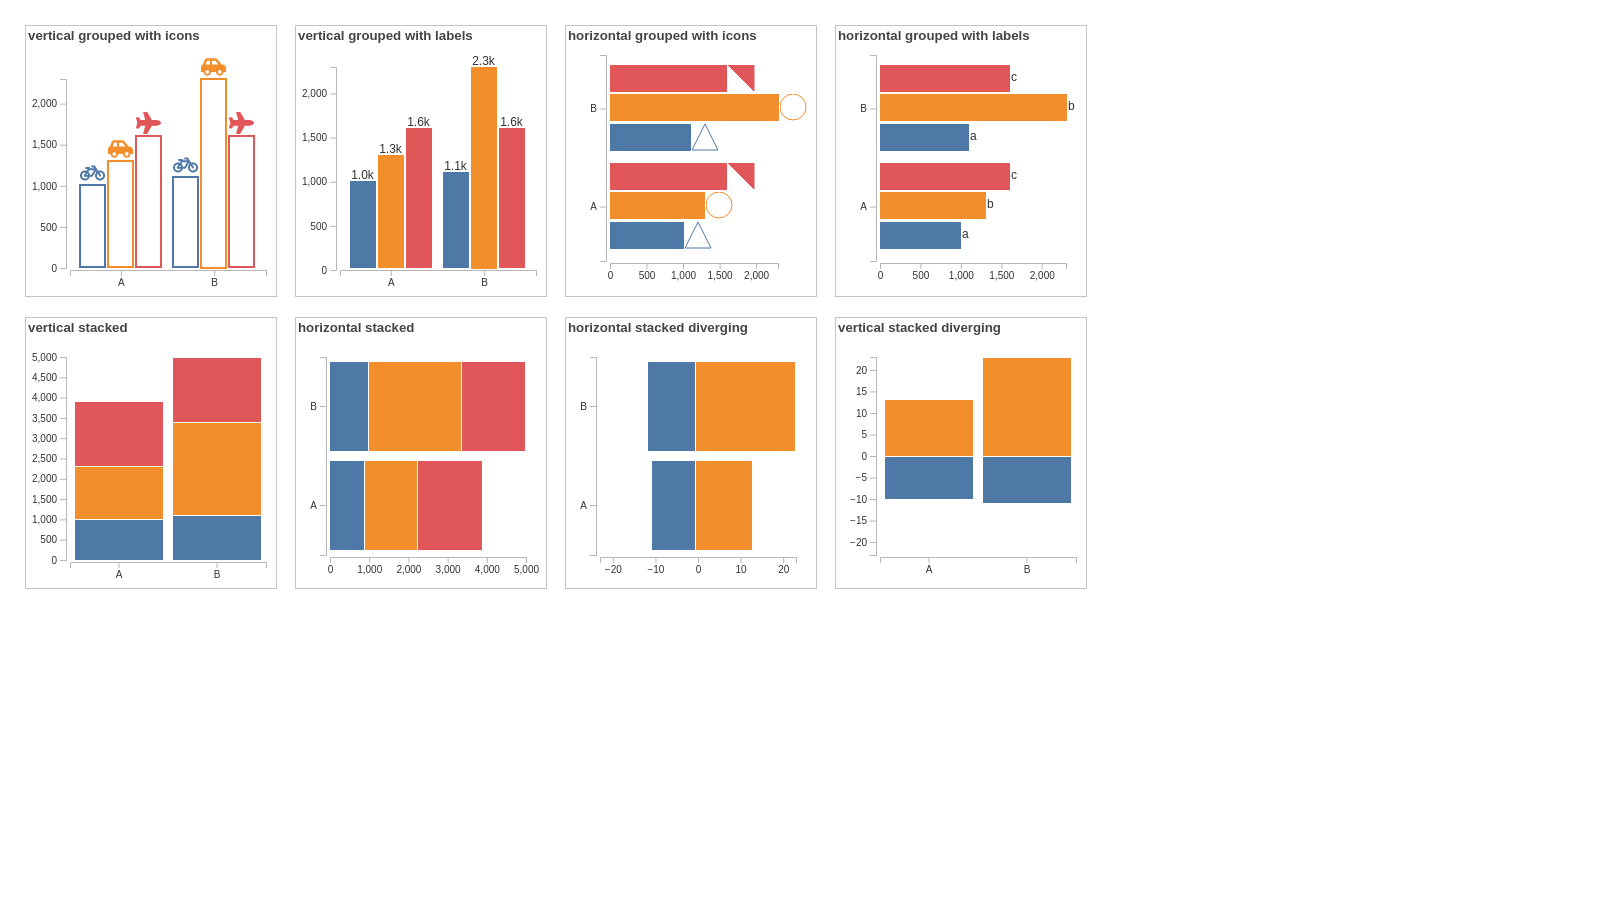 vertical grouped with icons
2,000
1,500
1,000
500
0
A B
vertical grouped with labels
2.3k
2,000
1.6k 1.6k
1,500
1.3k
1.0k 1.1k
1,000
500
0
A B
horizontal grouped with icons
B
A
0 500 1,000 1,500 2,000
horizontal grouped with labels
c
B b
a
c
A b
a
0 500 1,000 1,500 2,000
vertical stacked
5,000
4,500
4,000
3,500
3,000
2,500
2,000
1,500
1,000
500
0
A B
horizontal stacked
B
A
0 1,000 2,000 3,000 4,000 5,000
horizontal stacked diverging
B
A
−20 −10 0 10 20
vertical stacked diverging
20
15
10
5
0
−5
−10
−15
−20
A B